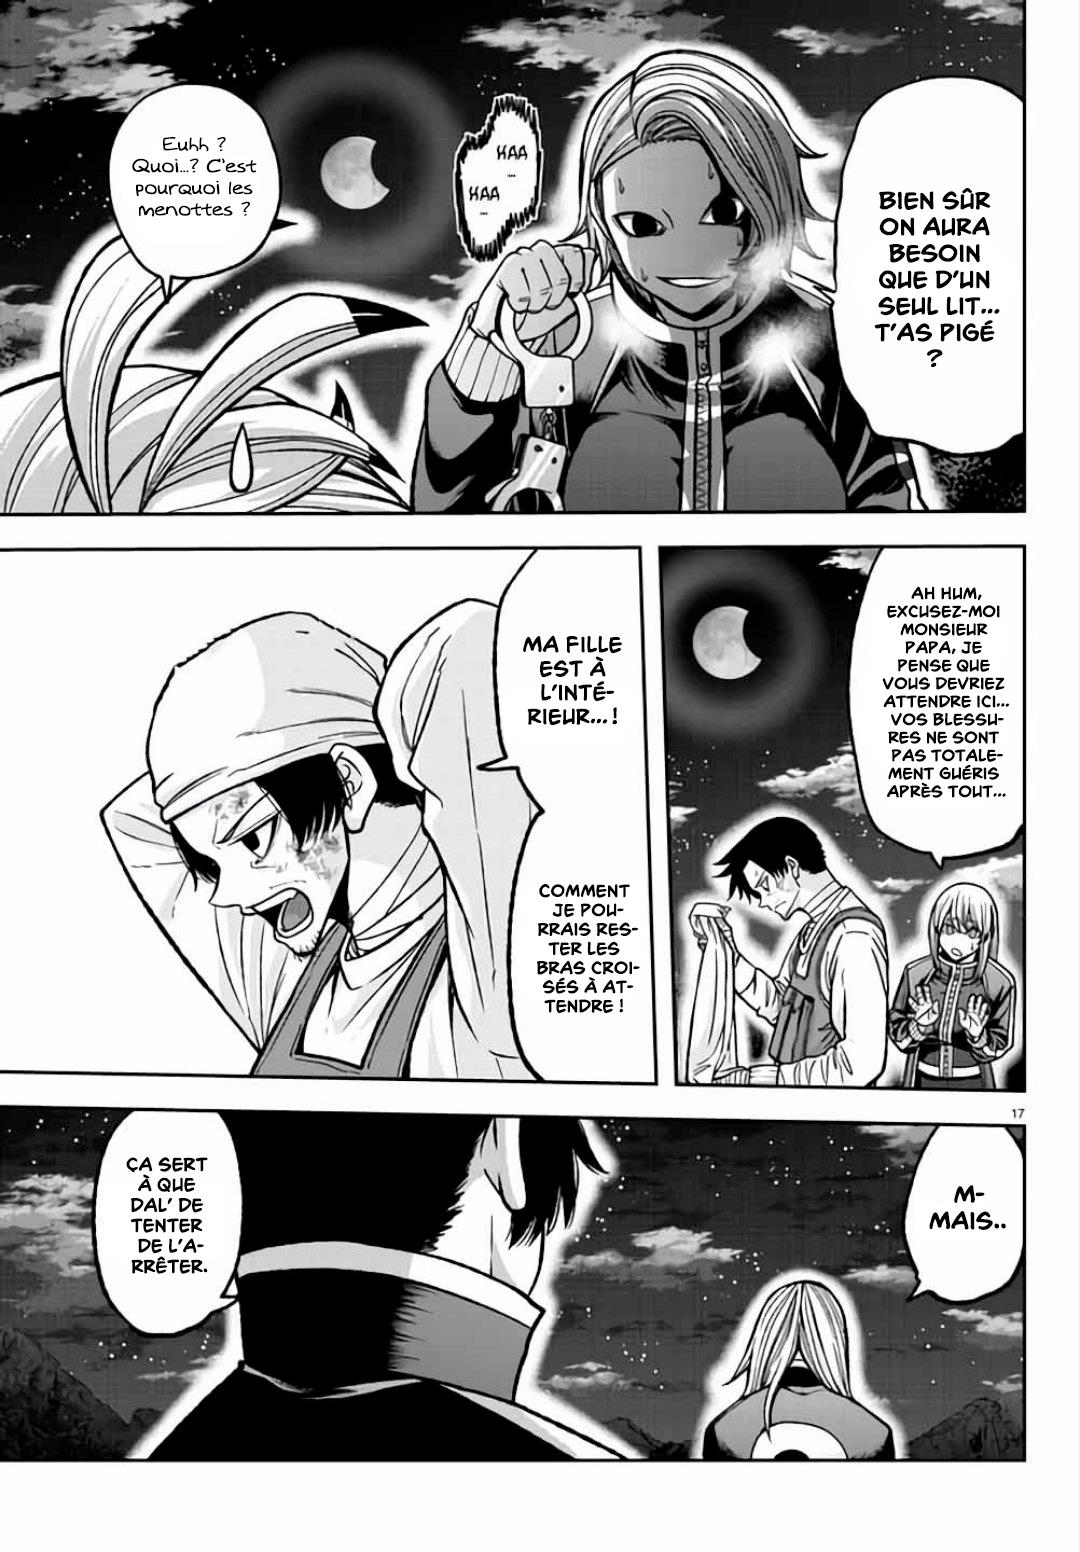 BIEN SÛR
ON AURA
BESOIN
QUE D'UN
SEUL LIT...
T'AS PIGÉ
?
HAA
...
HAA
...
Euhh ?
Quoi...? C'est
pourquoi les
menottes ?
AH HUM,
EXCUSEZ-MOI
MONSIEUR
PAPA, JE
PENSE QUE
VOUS DEVRIEZ
ATTENDRE ICI...
VOS BLESSU-
RES NE SONT
PAS TOTALE-
MENT GUÉRIS
APRÈS TOUT...
MA FILLE
EST À
L'INTÉ-
RIEUR... !
COMMENT
JE POU-
RRAIS RES-
TER LES
BRAS CROI-
SÉS À AT-
TENDRE !
17
M-
MAIS..
ÇA SERT
À QUE
DAL' DE
TENTER
DE L'A-
RRÊTER.